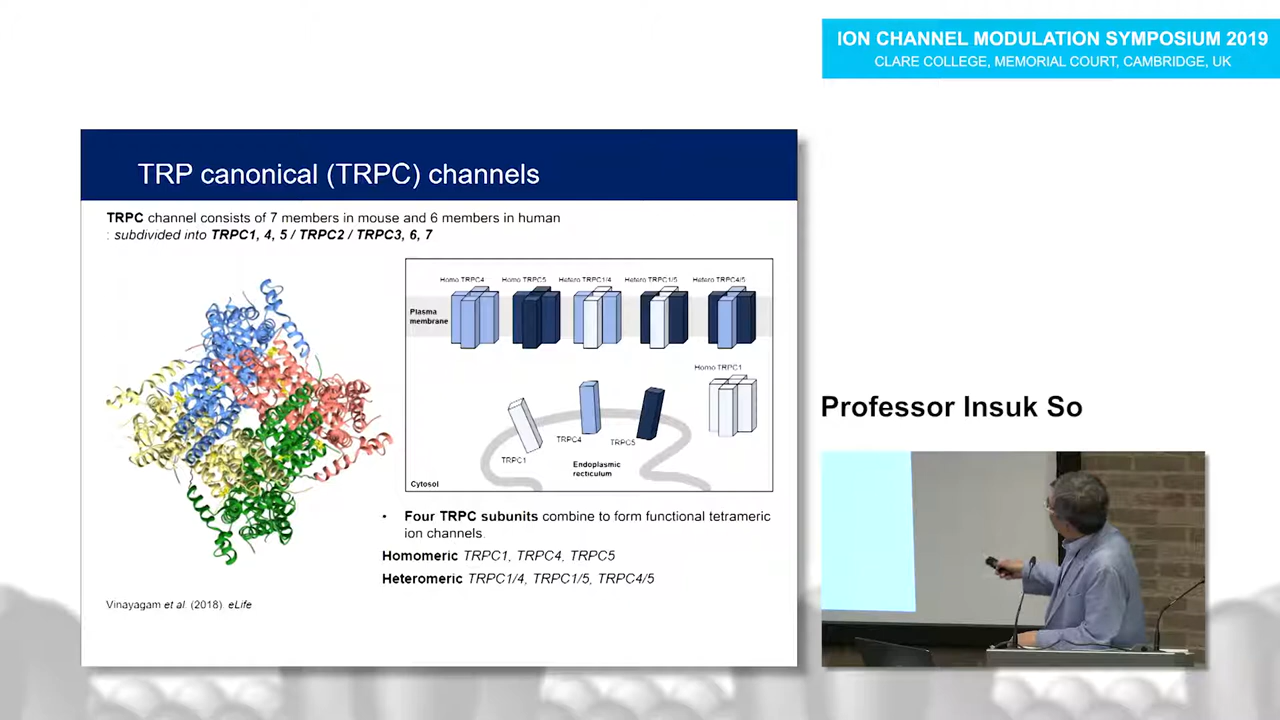 ION CHANNEL MODULATION SYMPOSIUM 2019
CLARE COLLEGE, MEMORIAL COURT, CAMBRIDGE, UK
TRP canonical (TRPC) channels
TRPC channel consists of 7 members in mouse and 6 members in human
: subdivided into TRPC1, 4, 5 / TRPC2 / TRPC3, 6, 7
Homo TRPC4 Homo TRPC5 Hetero TRPC1/4 Hetero TRPC1/5 Hetero TRPC4/5
Plasma
membrane
Homo TRPC1
TRPC1
TRPC4
TRPC5
Endoplasmic
recticulum
Cytosol
• Four TRPC subunits combine to form functional tetrameric
ion channels.
Homomeric TRPC1, TRPC4, TRPC5
Heteromeric TRPC1/4, TRPC1/5, TRPC4/5
Vinayagam et al. (2018). eLife
Professor Insuk So